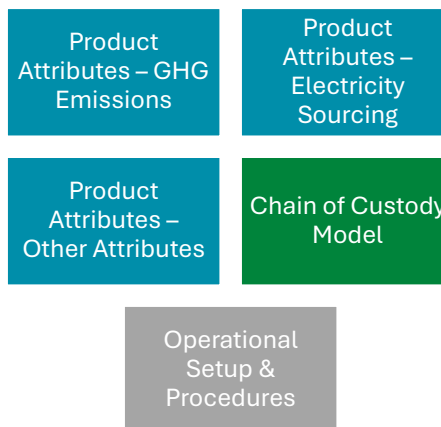 Product
Attributes – GHG
Emissions
Product
Attributes –
Electricity
Sourcing
Product
Attributes –
Other Attributes
Chain of Custody
Model
Operational
Setup &
Procedures